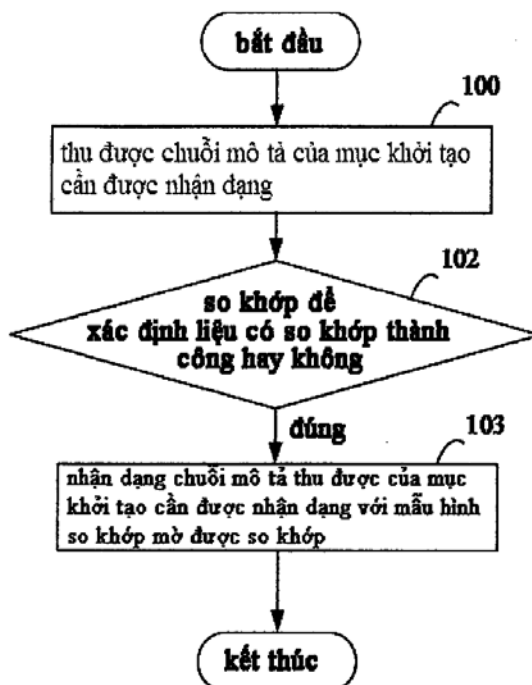 bắt đầu
100
thu được chuỗi mô tả của mục khởi tạo
cần được nhận dạng
102
so khớp để
xác định liệu có so khớp thành
công hay không
đúng
103
nhận dạng chuỗi mô tả thu được của mục
khởi tạo cần được nhận dạng với mẫu hình
so khớp mờ được so khớp
kết thúc